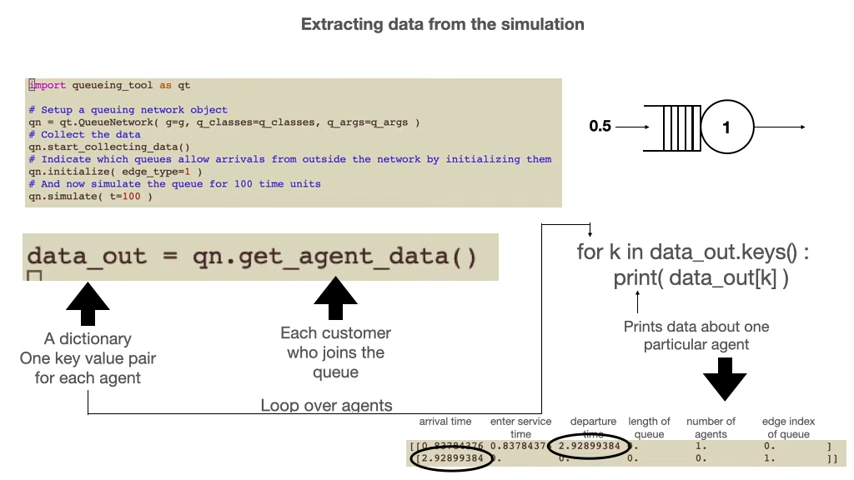 Extracting data from the simulation
import queueing_tool as qt
# Setup a queuing network object
qn = qt.QueueNetwork( g=g, q_classes=q_classes, q_args=q_args )
# Collect the data
qn.start_collecting_data()
# Indicate which queues allow arrivals from outside the network by initializing them
qn.initialize( edge_type=1 )
# And now simulate the queue for 100 time units
qn.simulate( t=100 )
0.5
1
data_out = qn.get_agent_data()
for k in data_out.keys() :
print( data_out[k] )
A dictionary
One key value pair
for each agent
Each customer
who joins the
queue
Prints data about one
particular agent
Loop over agents
arrival time enter service time departure time length of queue number of agents edge index of queue
[[0.83784376 0.8378437 2.92899384 0. 1. 0. ]
[2.92899384 0. 0. 0. 0. 1. ]]